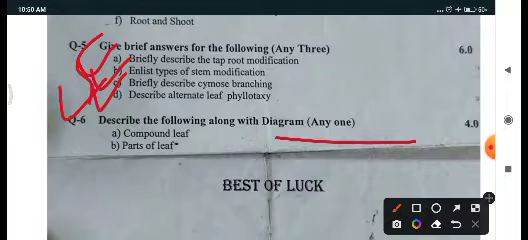 10:50 AM
60
f) Root and Shoot
Q-5 Give brief answers for the following (Any Three) 6.0
a) Briefly describe the tap root modification
b) Enlist types of stem modification
c) Briefly describe cymose branching
d) Describe alternate leaf phyllotaxy
Q-6 Describe the following along with Diagram (Any one) 4.0
a) Compound leaf
b) Parts of leaf
BEST OF LUCK